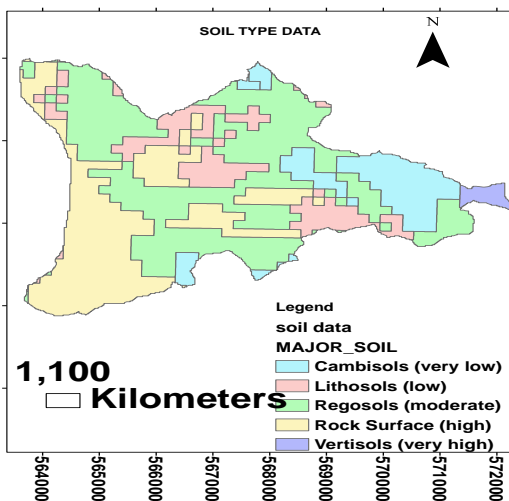 SOIL TYPE DATA
N
Legend
soil data
MAJOR_SOIL
Cambisols (very low)
Lithosols (low)
Regosols (moderate)
Rock Surface (high)
Vertisols (very high)
1,100
Kilometers
564000
565000
566000
567000
568000
569000
570000
571000
572000